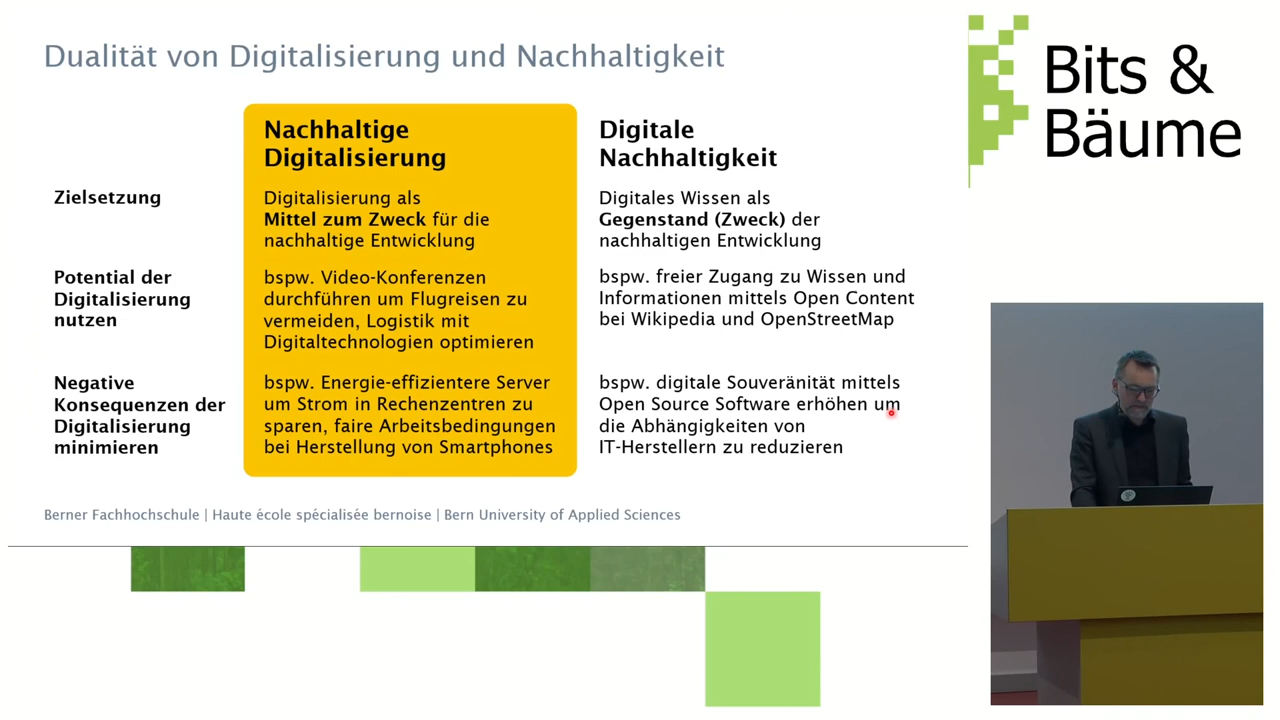 Dualität von Digitalisierung und Nachhaltigkeit
Bits &
Bäume
Nachhaltige
Digitalisierung
Digitale
Nachhaltigkeit
Zielsetzung
Digitalisierung als
Mittel zum Zweck für die
nachhaltige Entwicklung
Digitales Wissen als
Gegenstand (Zweck) der
nachhaltigen Entwicklung
Potential der
Digitalisierung
nutzen
bspw. Video-Konferenzen
durchführen um Flugreisen zu
vermeiden, Logistik mit
Digitaltechnologien optimieren
bspw. freier Zugang zu Wissen und
Informationen mittels Open Content
bei Wikipedia und OpenStreetMap
Negative
Konsequenzen der
Digitalisierung
minimieren
bspw. Energie-effizientere Server
um Strom in Rechenzentren zu
sparen, faire Arbeitsbedingungen
bei Herstellung von Smartphones
bspw. digitale Souveränität mittels
Open Source Software erhöhen um
die Abhängigkeiten von
IT-Herstellern zu reduzieren
Berner Fachhochschule | Haute école spécialisée bernoise | Bern University of Applied Sciences